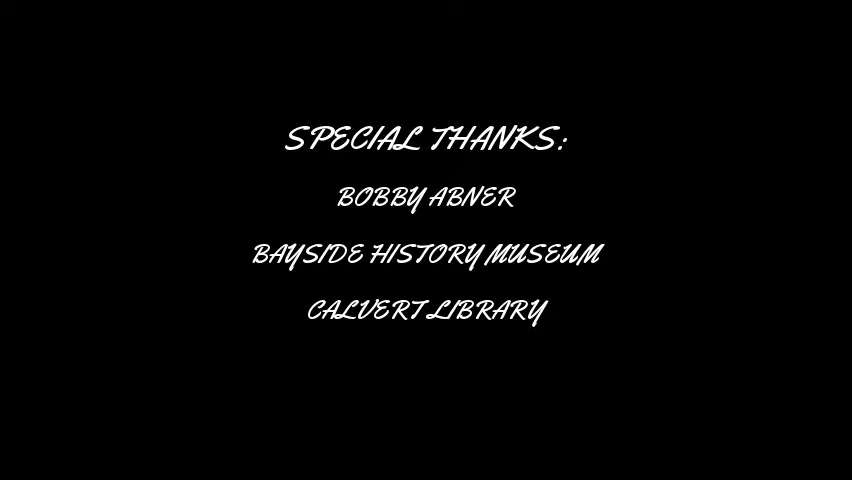 SPECIAL THANKS:
BOBBY ABNER
BAYSIDE HISTORY MUSEUM
CALVERT LIBRARY